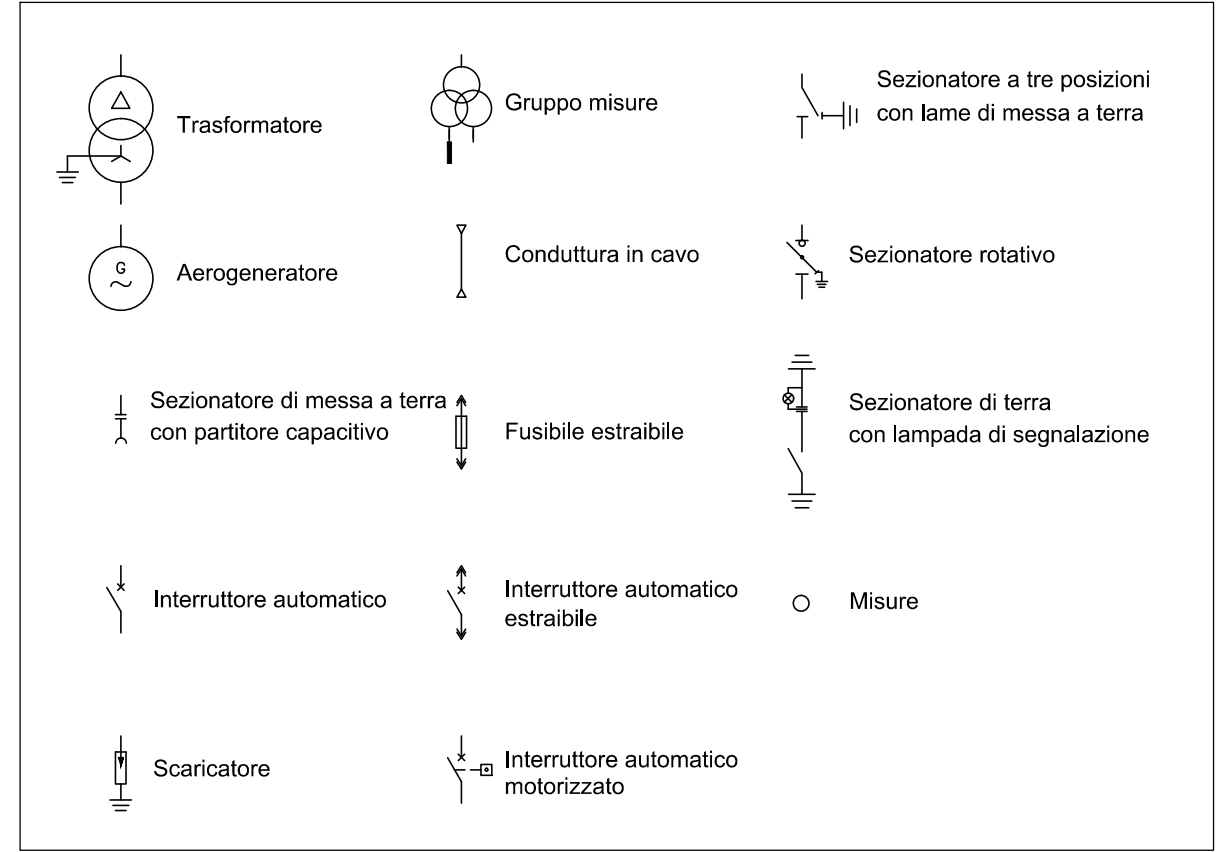 Trasformatore
Gruppo misure
Sezionatore a tre posizioni
con lame di messa a terra
G
Aerogeneratore
Conduttura in cavo
Sezionatore rotativo
Sezionatore di messa a terra
con partitore capacitivo
Fusibile estraibile
Sezionatore di terra
con lampada di segnalazione
Interruttore automatico
Interruttore automatico
estraibile
Misure
Scaricatore
Interruttore automatico
motorizzato